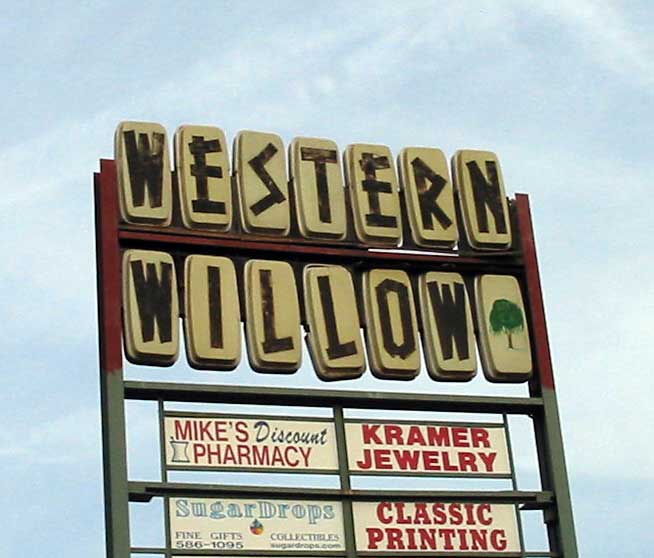 WESTERN
WILLOW
MIKE'S Discount
PHARMACY
KRAMER
JEWELRY
SugarDrops
FINE GIFTS COLLECTIBLES
586-1095 sugardrops.com
CLASSIC
PRINTING